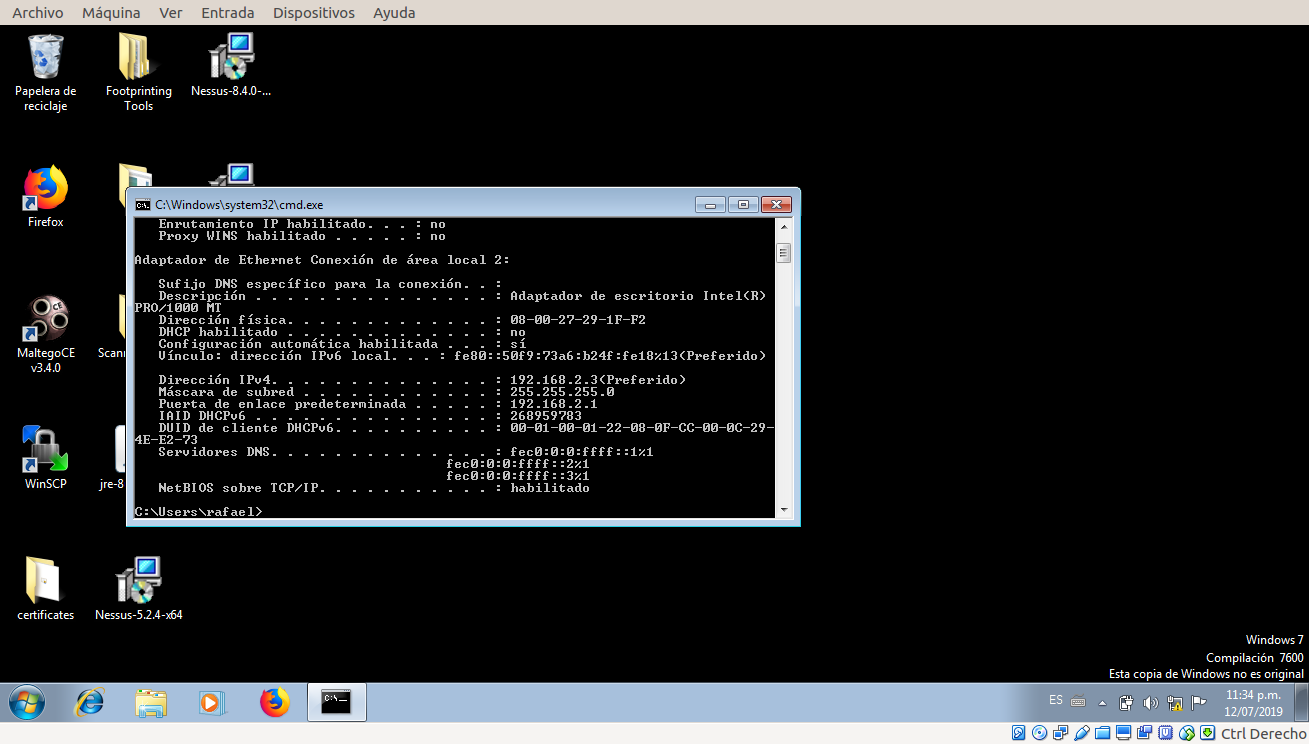 Archivo Máquina Ver Entrada Dispositivos Ayuda
Papelera de reciclaje
Footprinting Tools
Nessus-8.4.0-...
Firefox
MaltegoCE v3.4.0
Scann
WinSCP
jre-8
certificates
Nessus-5.2.4-x64
C:\Windows\system32\cmd.exe
Enrutamiento IP habilitado. . . : no
Proxy WINS habilitado . . . . . : no
Adaptador de Ethernet Conexión de área local 2:
Sufijo DNS específico para la conexión. . :
Descripción . . . . . . . . . . . . . . . : Adaptador de escritorio Intel(R)
PRO/1000 MT
Dirección física. . . . . . . . . . . . . : 08-00-27-29-1F-F2
DHCP habilitado . . . . . . . . . . . . . : no
Configuración automática habilitada . . . : sí
Vínculo: dirección IPv6 local. . . : fe80::50f9:73a6:b24f:fe18%13(Preferido)
Dirección IPv4. . . . . . . . . . . . . . : 192.168.2.3(Preferido)
Máscara de subred . . . . . . . . . . . . : 255.255.255.0
Puerta de enlace predeterminada . . . . . : 192.168.2.1
IAID DHCPv6 . . . . . . . . . . . . . . . : 268959783
DUID de cliente DHCPv6. . . . . . . . . . : 00-01-00-01-22-08-0F-CC-00-0C-29-
4E-E2-73
Servidores DNS. . . . . . . . . . . . . . : fec0:0:0:ffff::1%1
fec0:0:0:ffff::2%1
fec0:0:0:ffff::3%1
NetBIOS sobre TCP/IP. . . . . . . . . . . : habilitado
C:\Users\rafael>
Windows 7
Compilación 7600
Esta copia de Windows no es original
ES
11:34 p.m.
12/07/2019
Ctrl Derecho